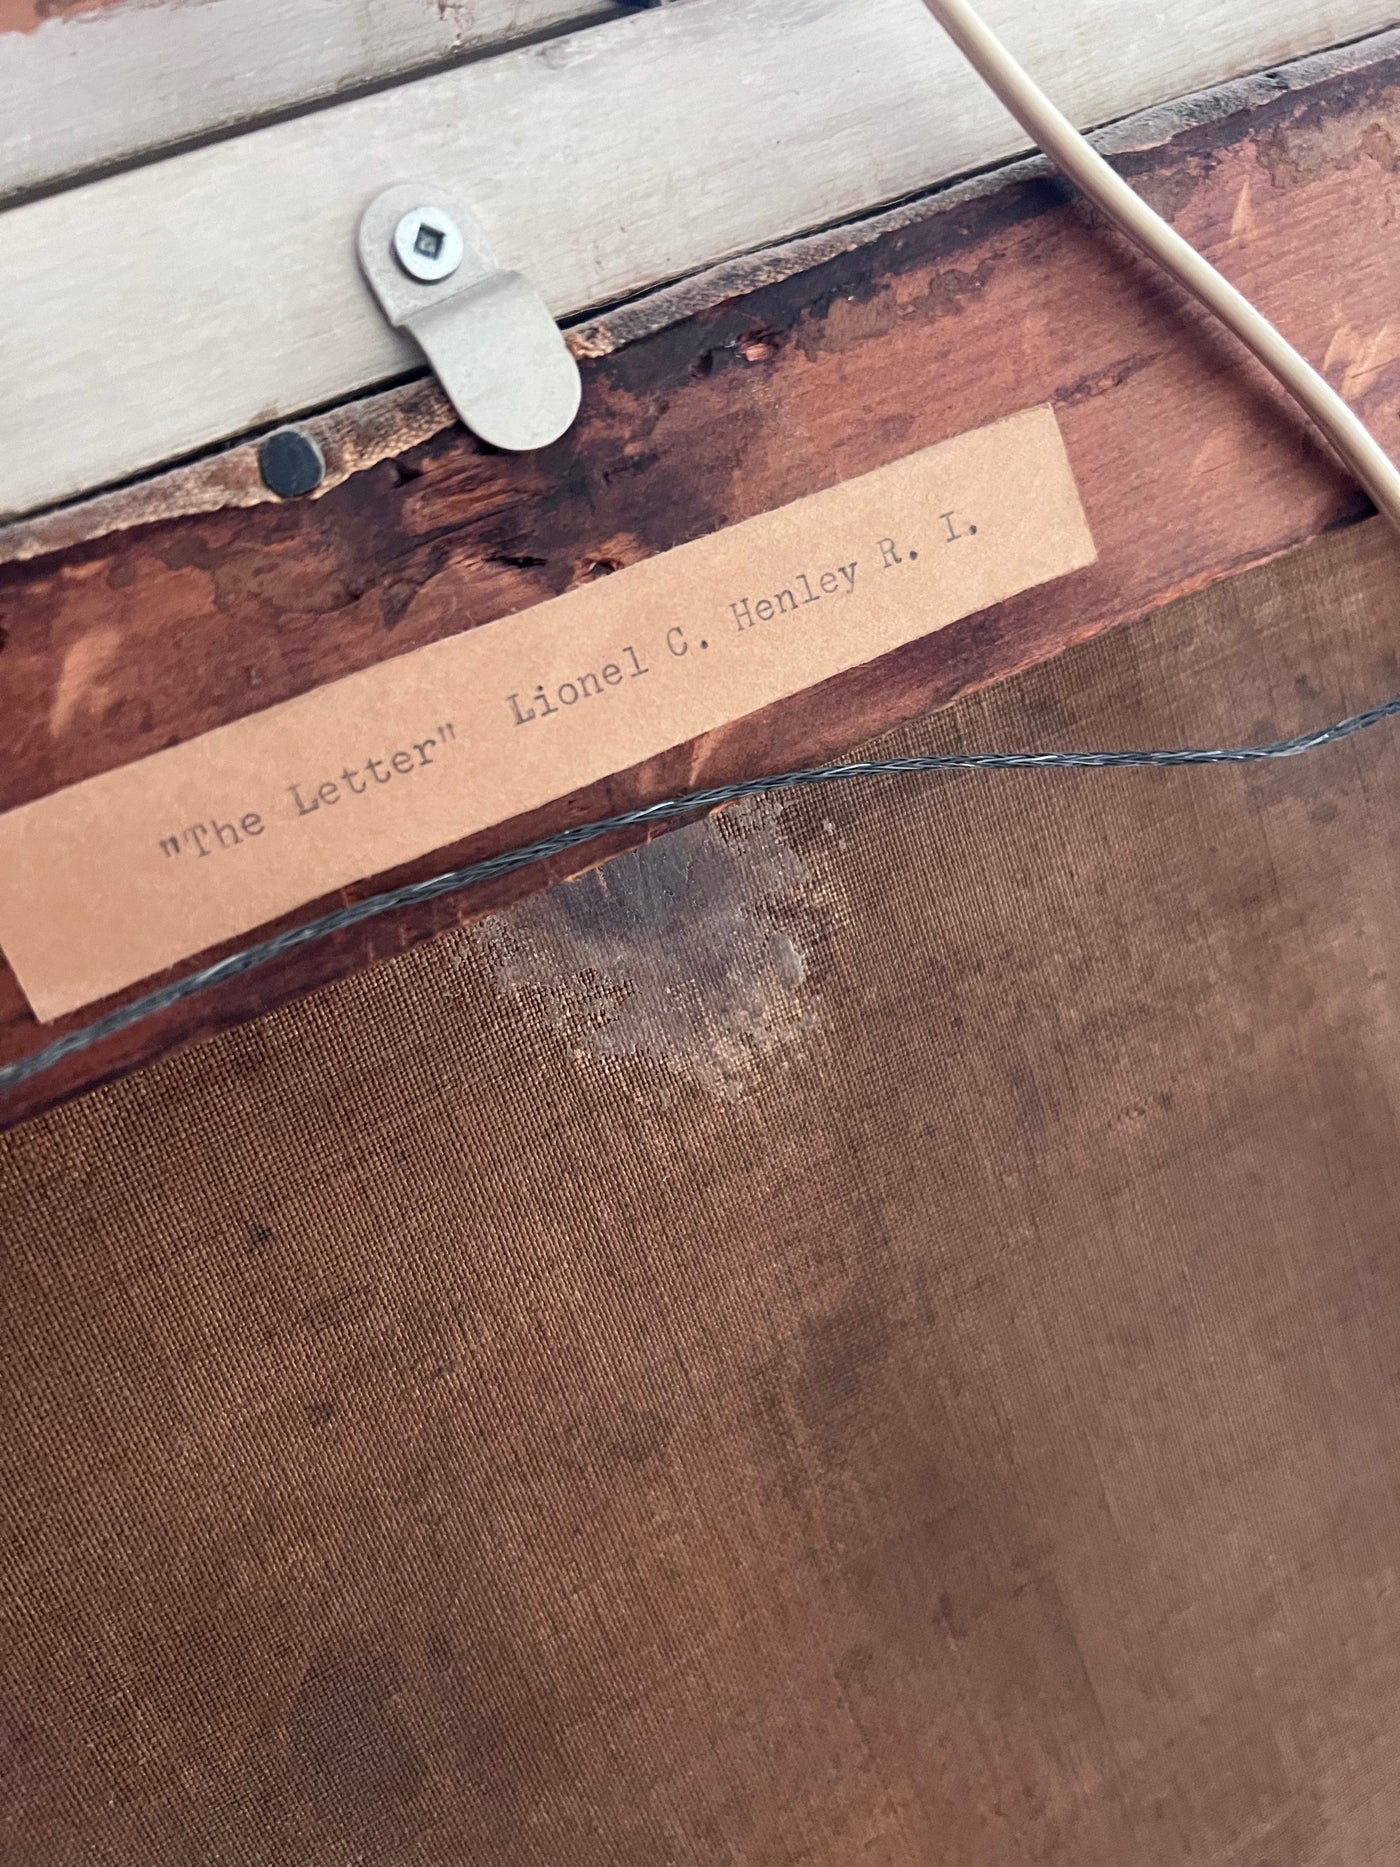 "The Letter" Lionel C. Henley R. I.